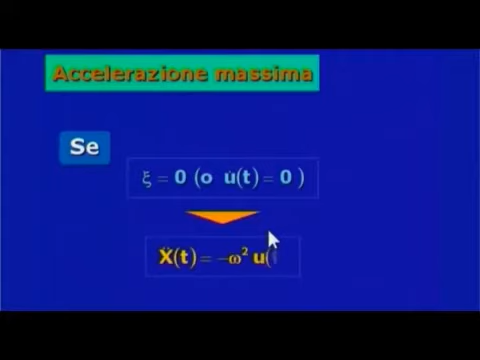 Accelerazione massima
Se
ξ = 0 (o u̇(t) = 0 )
Ẍ(t) = -ω² u(